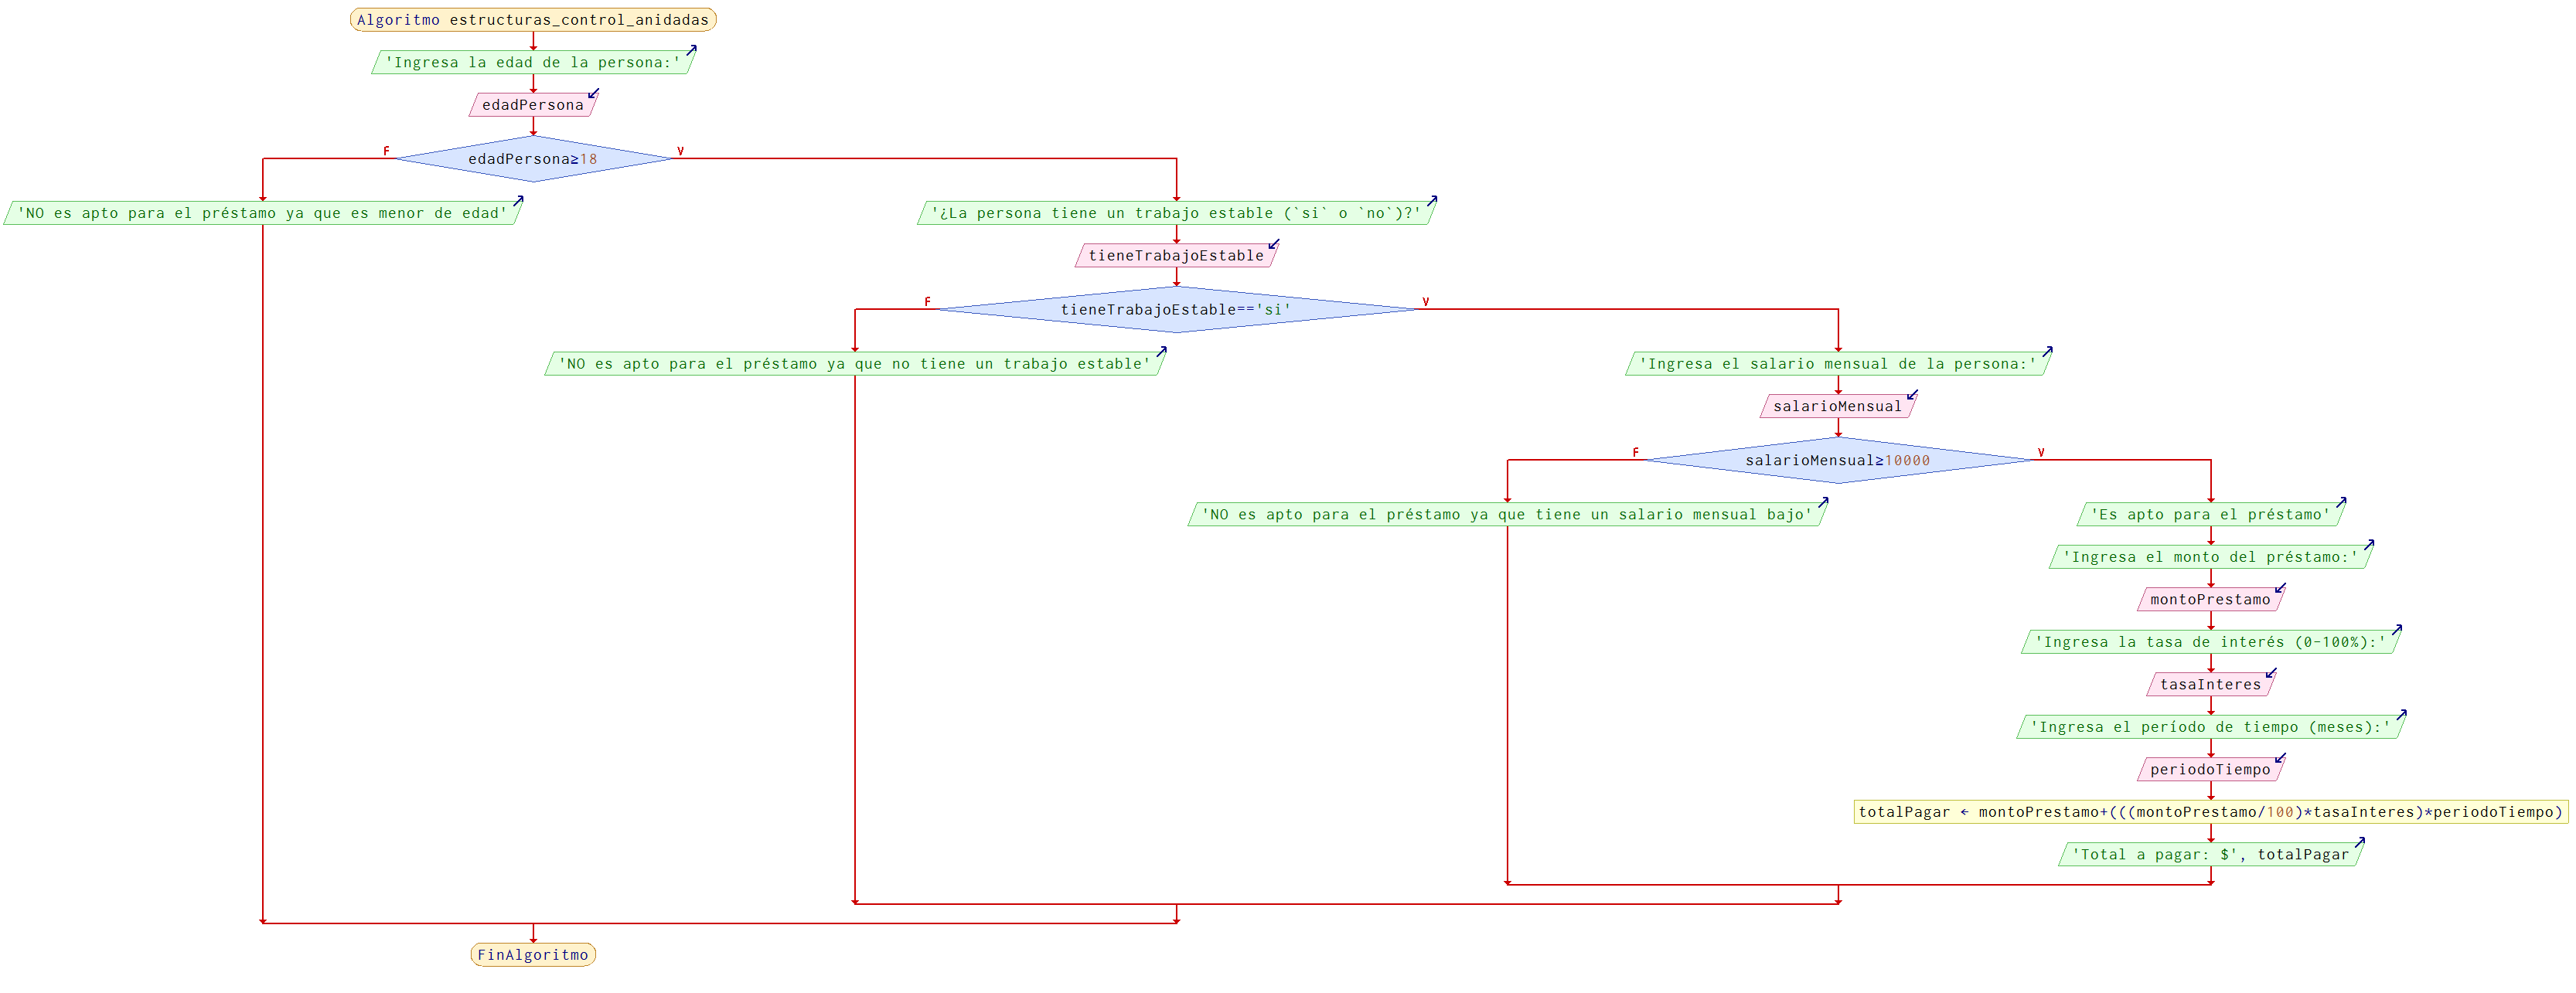 Algoritmo estructuras_control_anidadas
'Ingresa la edad de la persona:'
edadPersona
F
edadPersona≥18
V
'NO es apto para el préstamo ya que es menor de edad'
'¿La persona tiene un trabajo estable (`si` o `no`)?'
tieneTrabajoEstable
F
tieneTrabajoEstable=='si'
V
'NO es apto para el préstamo ya que no tiene un trabajo estable'
'Ingresa el salario mensual de la persona:'
salarioMensual
F
salarioMensual≥10000
V
'NO es apto para el préstamo ya que tiene un salario mensual bajo'
'Es apto para el préstamo'
'Ingresa el monto del préstamo:'
montoPrestamo
'Ingresa la tasa de interés (0-100%):'
tasaInteres
'Ingresa el período de tiempo (meses):'
periodoTiempo
totalPagar ← montoPrestamo+(((montoPrestamo/100)*tasaInteres)*periodoTiempo)
'Total a pagar: $', totalPagar
FinAlgoritmo